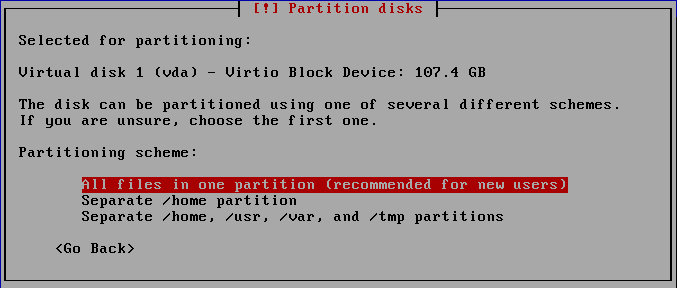 [!] Partition disks
Selected for partitioning:
Virtual disk 1 (vda) - Virtio Block Device: 107.4 GB
The disk can be partitioned using one of several different schemes.
If you are unsure, choose the first one.
Partitioning scheme:
All files in one partition (recommended for new users)
Separate /home partition
Separate /home, /usr, /var, and /tmp partitions
<Go Back>